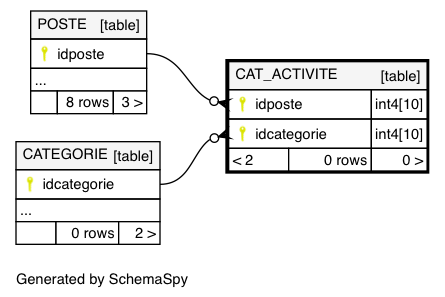 POSTE [table]
idposte
...
8 rows 3 >
CAT_ACTIVITE [table]
idposte int4[10]
idcategorie int4[10]
< 2 0 rows 0 >
CATEGORIE [table]
idcategorie
...
0 rows 2 >
Generated by SchemaSpy